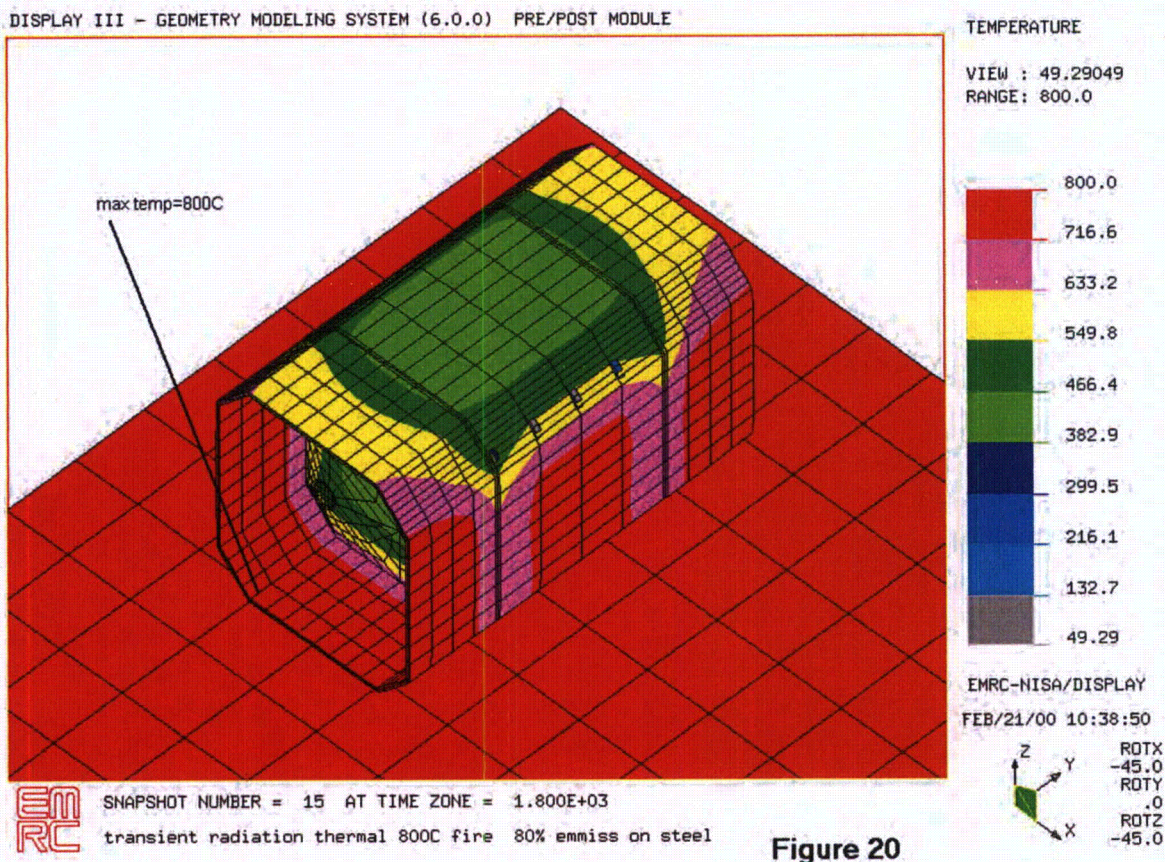 DISPLAY III - GEOMETRY MODELING SYSTEM (6.0.0) PRE/POST MODULE
TEMPERATURE
VIEW : 49.29049
RANGE: 800.0
max temp=800C
800.0
716.6
633.2
549.8
466.4
382.9
299.5
216.1
132.7
49.29
EMRC-NISA/DISPLAY
FEB/21/00 10:38:50
Z
Y
X
ROTX
-45.0
ROTY
.0
ROTZ
-45.0
EM
RC
SNAPSHOT NUMBER = 15 AT TIME ZONE = 1.800E+03
transient radiation thermal 800C fire 80% emmiss on steel
Figure 20